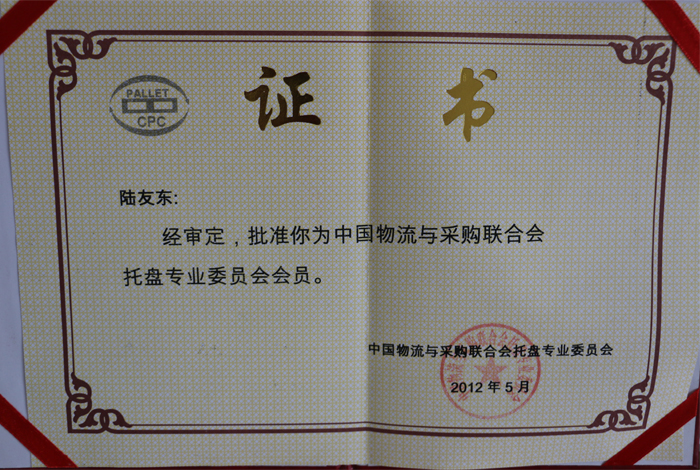 PALLET
CPC
证书
陆友东:
经审定，批准你为中国物流与采购联合会
托盘专业委员会会员。
中国物流与采购联合会托盘专业委员会
2012 年 5 月